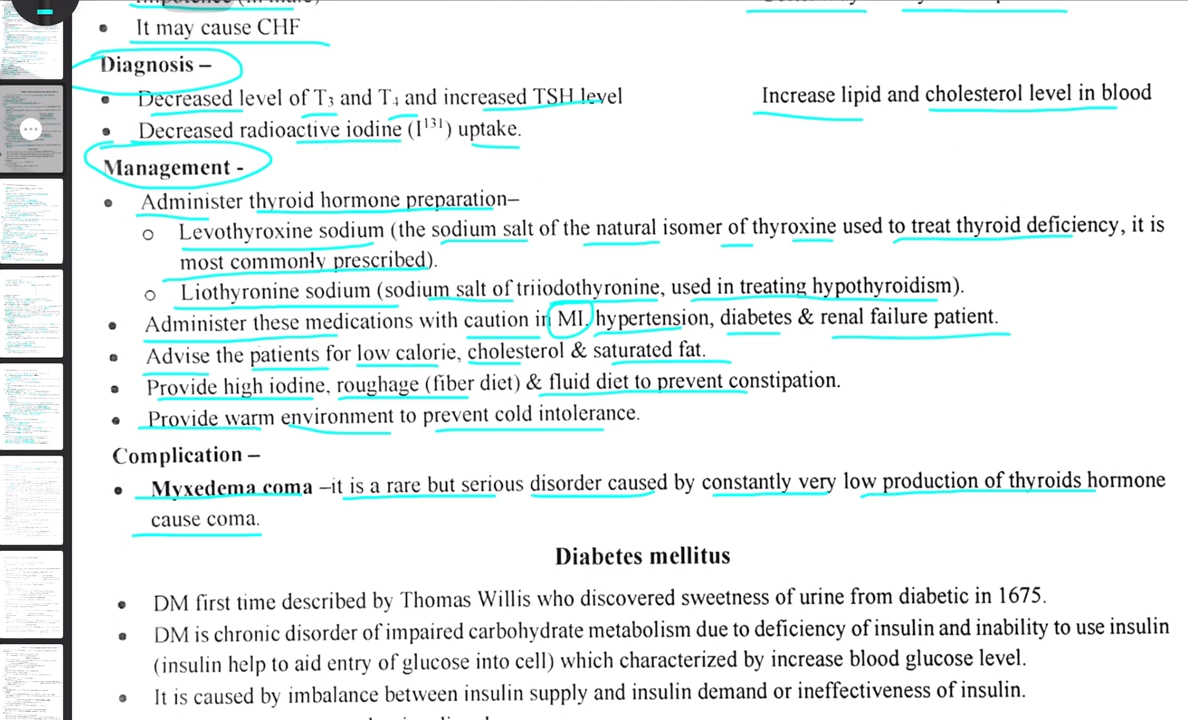 It may cause CHF
Diagnosis –
Decreased level of T3 and T4 and increased TSH level
Increase lipid and cholesterol level in blood
Decreased radioactive iodine (I131) uptake.
Management -
Administer thyroid hormone preparation–
Levothyroxine sodium (the sodium salt of the natural isomer of thyroxine used to treat thyroid deficiency, it is
most commonly prescribed).
Liothyronine sodium (sodium salt of triiodothyronine, used in treating hypothyroidism).
Administer these medications with caution in MI, hypertension, diabetes & renal failure patient.
Advise the patients for low calorie, cholesterol & saturated fat.
Provide high iodine, roughage (fiber diet) & fluid diet to prevent constipation.
Provide warm environment to prevent cold intolerance.
Complication –
Myxedema coma –it is a rare but serious disorder caused by constantly very low production of thyroids hormone
cause coma.
Diabetes mellitus
DM first time described by Thomas Willis who discovered sweetness of urine from diabetic in 1675.
DM is chronic disorder of impaired carbohydrate metabolism due to deficiency of insulin and inability to use insulin
(insulin help to aid entry of glucose into cell) which characterized by increase blood glucose level.
It is caused by imbalance between insulin supply and insulin demand or ineffectiveness of insulin.